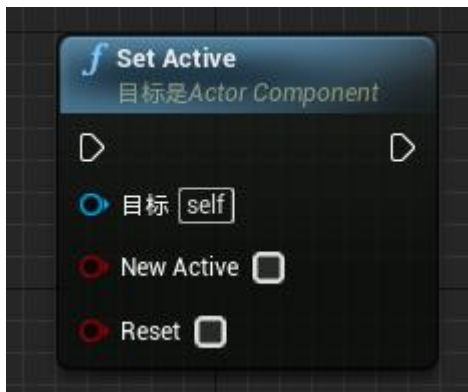 f Set Active
目标是Actor Component
目标 self
New Active
Reset